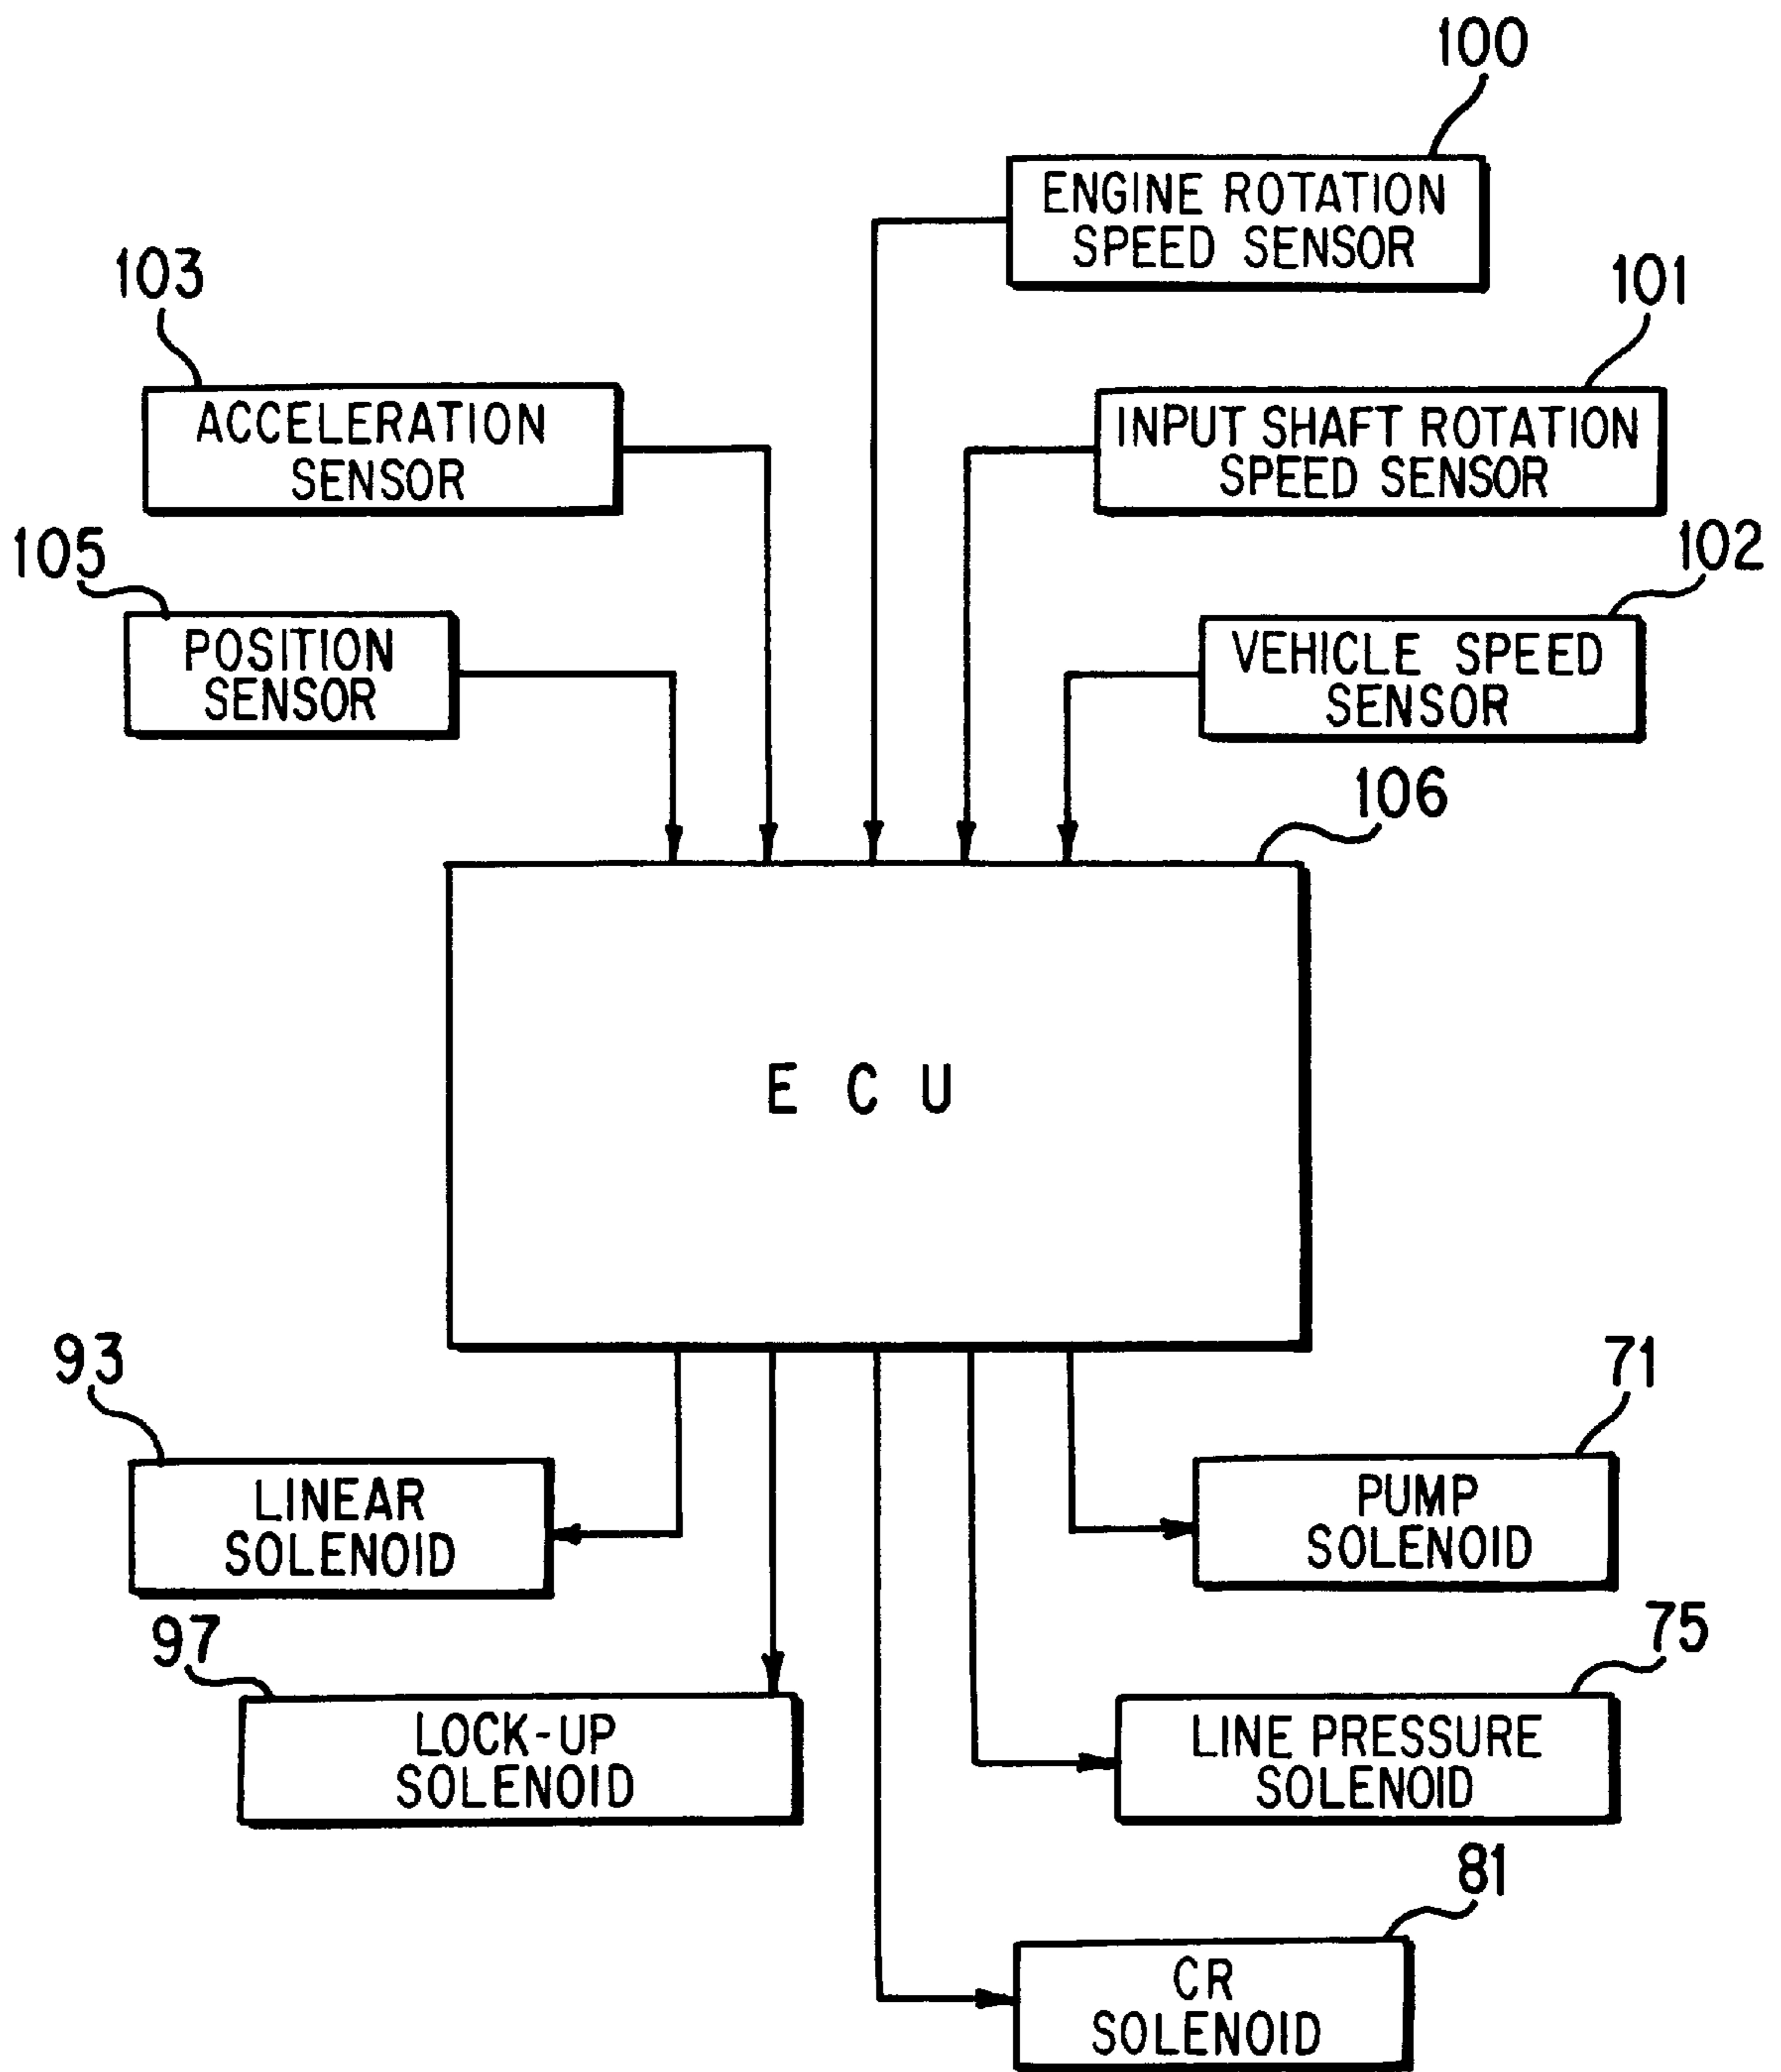 100
ENGINE ROTATION
SPEED SENSOR
103
101
ACCELERATION
SENSOR
INPUT SHAFT ROTATION
SPEED SENSOR
105
102
POSITION
SENSOR
VEHICLE SPEED
SENSOR
106
E C U
93
71
LINEAR
SOLENOID
PUMP
SOLENOID
97
75
LOCK-UP
SOLENOID
LINE PRESSURE
SOLENOID
81
CR
SOLENOID